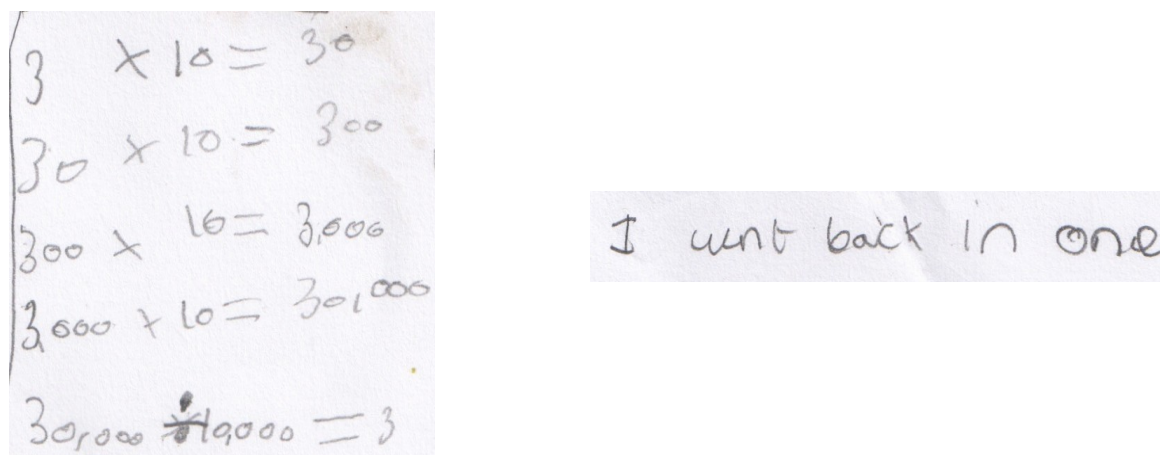 3 × 10 = 30
30 × 10 = 300
300 × 10 = 3,000
3,000 × 10 = 30,000
30,000 ÷ 10,000 = 3
I went back in one